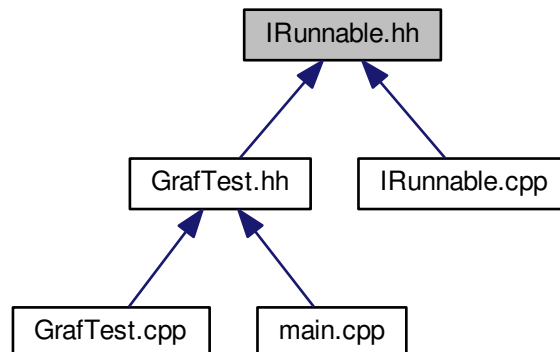 IRunnable.hh
GrafTest.hh
IRunnable.cpp
GrafTest.cpp
main.cpp